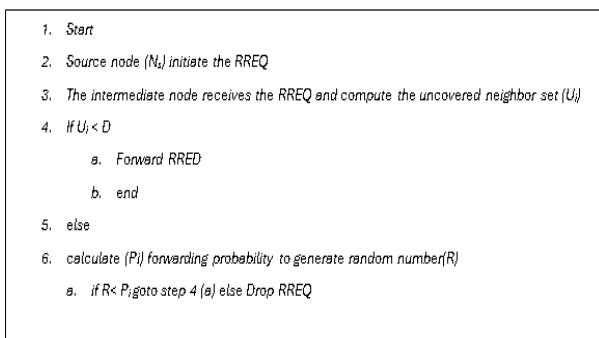 1. Start
2. Source node (Ns) initiate the RREQ
3. The intermediate node receives the RREQ and compute the uncovered neighbor set (Ui)
4. If Ui < D
a. Forward RRED
b. end
5. else
6. calculate (Pi) forwarding probability to generate random number(R)
a. if R< Pi goto step 4 (a) else Drop RREQ